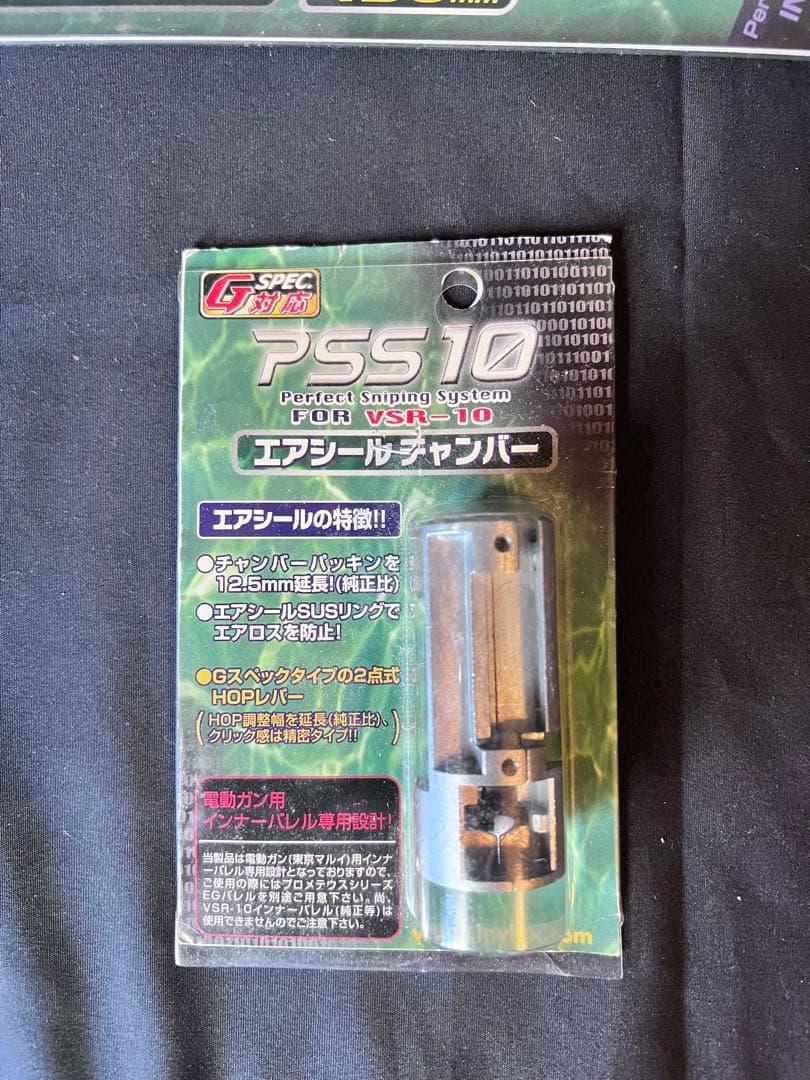 mm
Per
IN
G SPEC.
対応
PSS10
Perfect Sniping System
FOR VSR-10
エアシールチャンバー
エアシールの特徴!!
●チャンバーパッキンを
12.5mm延長!(純正比)
●エアシールSUSリングで
エアロスを防止!
●Gスペックタイプの2点式
HOPレバー
(HOP調整幅を延長(純正比)、
クリック感は精密タイプ!!)
電動ガン用
インナーバレル専用設計!
当製品は電動ガン(東京マルイ)用インナ
ーバレル専用設計となっておりますので、
ご使用の際にはプロメテウスシリーズ
EGバレルを別途ご用意下さい。尚、
VSR-10インナーバレル(純正等)は
使用できませんのでご注意下さい。